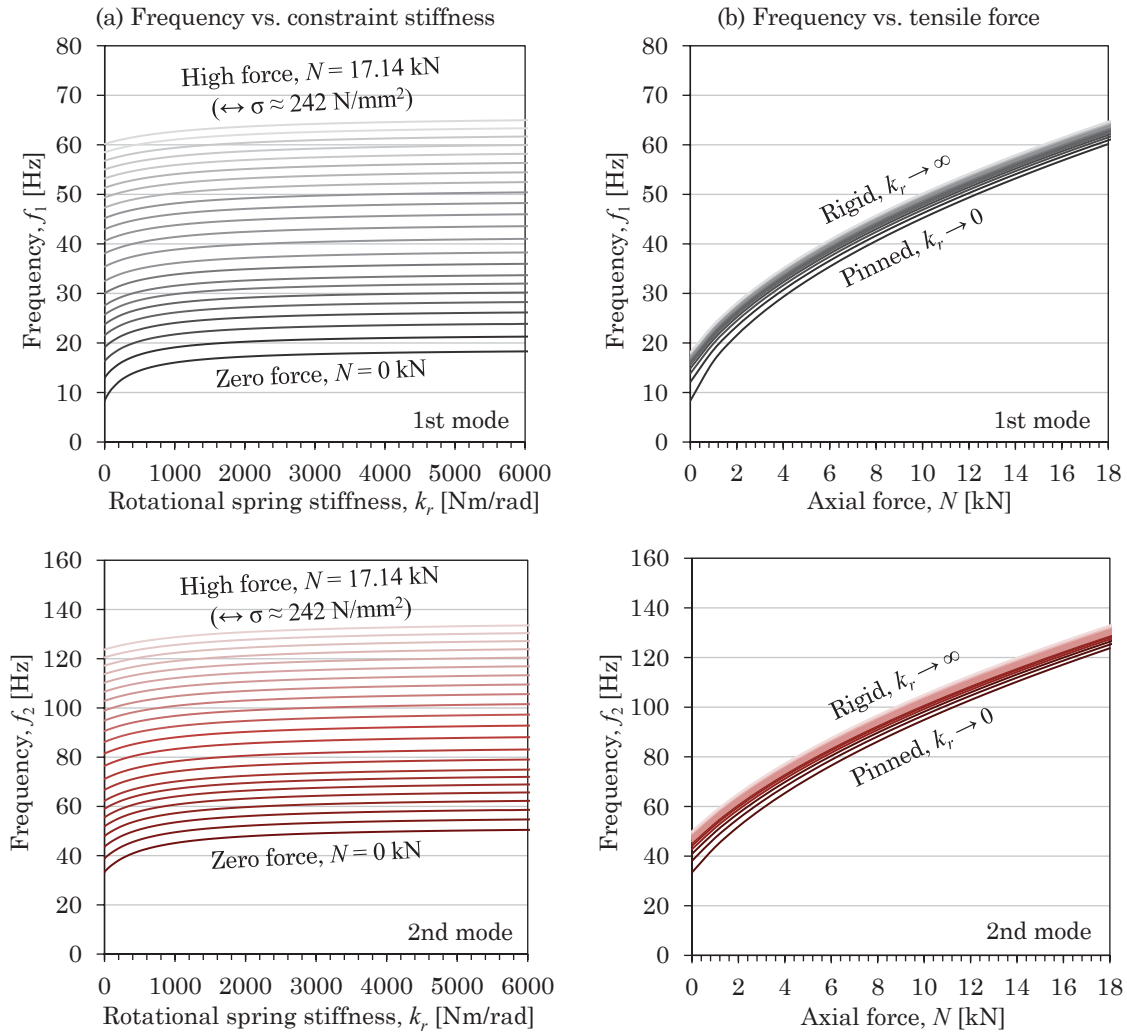 (a) Frequency vs. constraint stiffness
80
70
60
50
40
30
20
10
0
Frequency, f₁ [Hz]
High force, N = 17.14 kN
(↔ σ ≈ 242 N/mm²)
Zero force, N = 0 kN
1st mode
0 1000 2000 3000 4000 5000 6000
Rotational spring stiffness, kᵣ [Nm/rad]
(b) Frequency vs. tensile force
80
70
60
50
40
30
20
10
0
Frequency, f₁ [Hz]
Rigid, kᵣ → ∞
Pinned, kᵣ → 0
1st mode
0 2 4 6 8 10 12 14 16 18
Axial force, N [kN]
160
140
120
100
80
60
40
20
0
Frequency, f₂ [Hz]
High force, N = 17.14 kN
(↔ σ ≈ 242 N/mm²)
Zero force, N = 0 kN
2nd mode
0 1000 2000 3000 4000 5000 6000
Rotational spring stiffness, kᵣ [Nm/rad]
160
140
120
100
80
60
40
20
0
Frequency, f₂ [Hz]
Rigid, kᵣ → ∞
Pinned, kᵣ → 0
2nd mode
0 2 4 6 8 10 12 14 16 18
Axial force, N [kN]